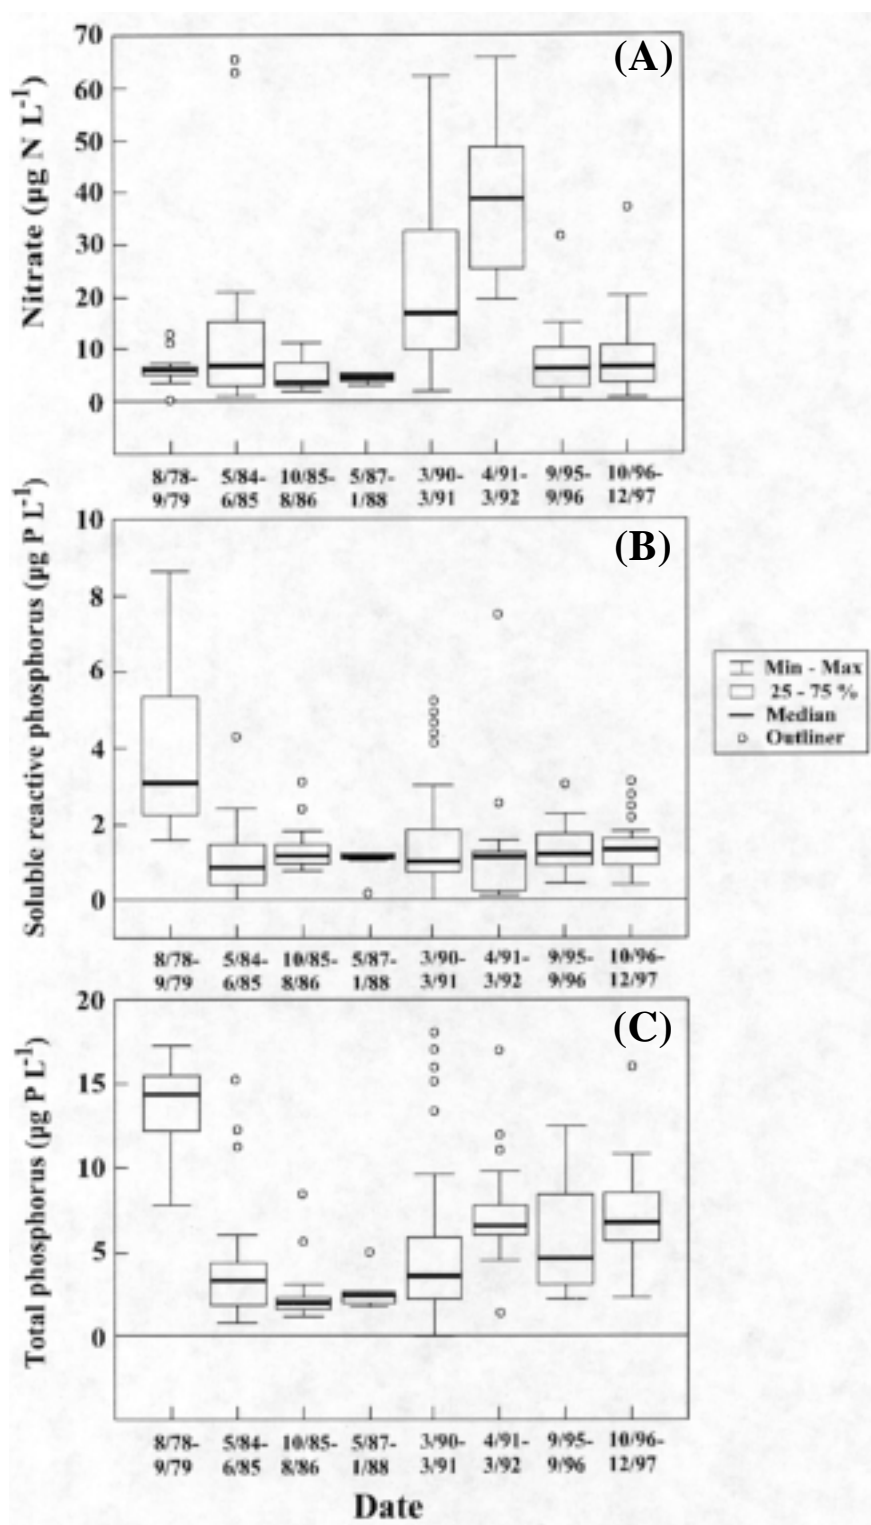 (A)
Nitrate (µg N L-1)
70
60
50
40
30
20
10
0
8/78- 5/84- 10/85- 5/87- 3/90- 4/91- 9/95- 10/96-
9/79 6/85 8/86 1/88 3/91 3/92 9/96 12/97
(B)
Soluble reactive phosphorus (µg P L-1)
10
8
6
4
2
0
8/78- 5/84- 10/85- 5/87- 3/90- 4/91- 9/95- 10/96-
9/79 6/85 8/86 1/88 3/91 3/92 9/96 12/97
Min - Max
25 - 75 %
Median
Outliner
(C)
Total phosphorus (µg P L-1)
20
15
10
5
0
8/78- 5/84- 10/85- 5/87- 3/90- 4/91- 9/95- 10/96-
9/79 6/85 8/86 1/88 3/91 3/92 9/96 12/97
Date